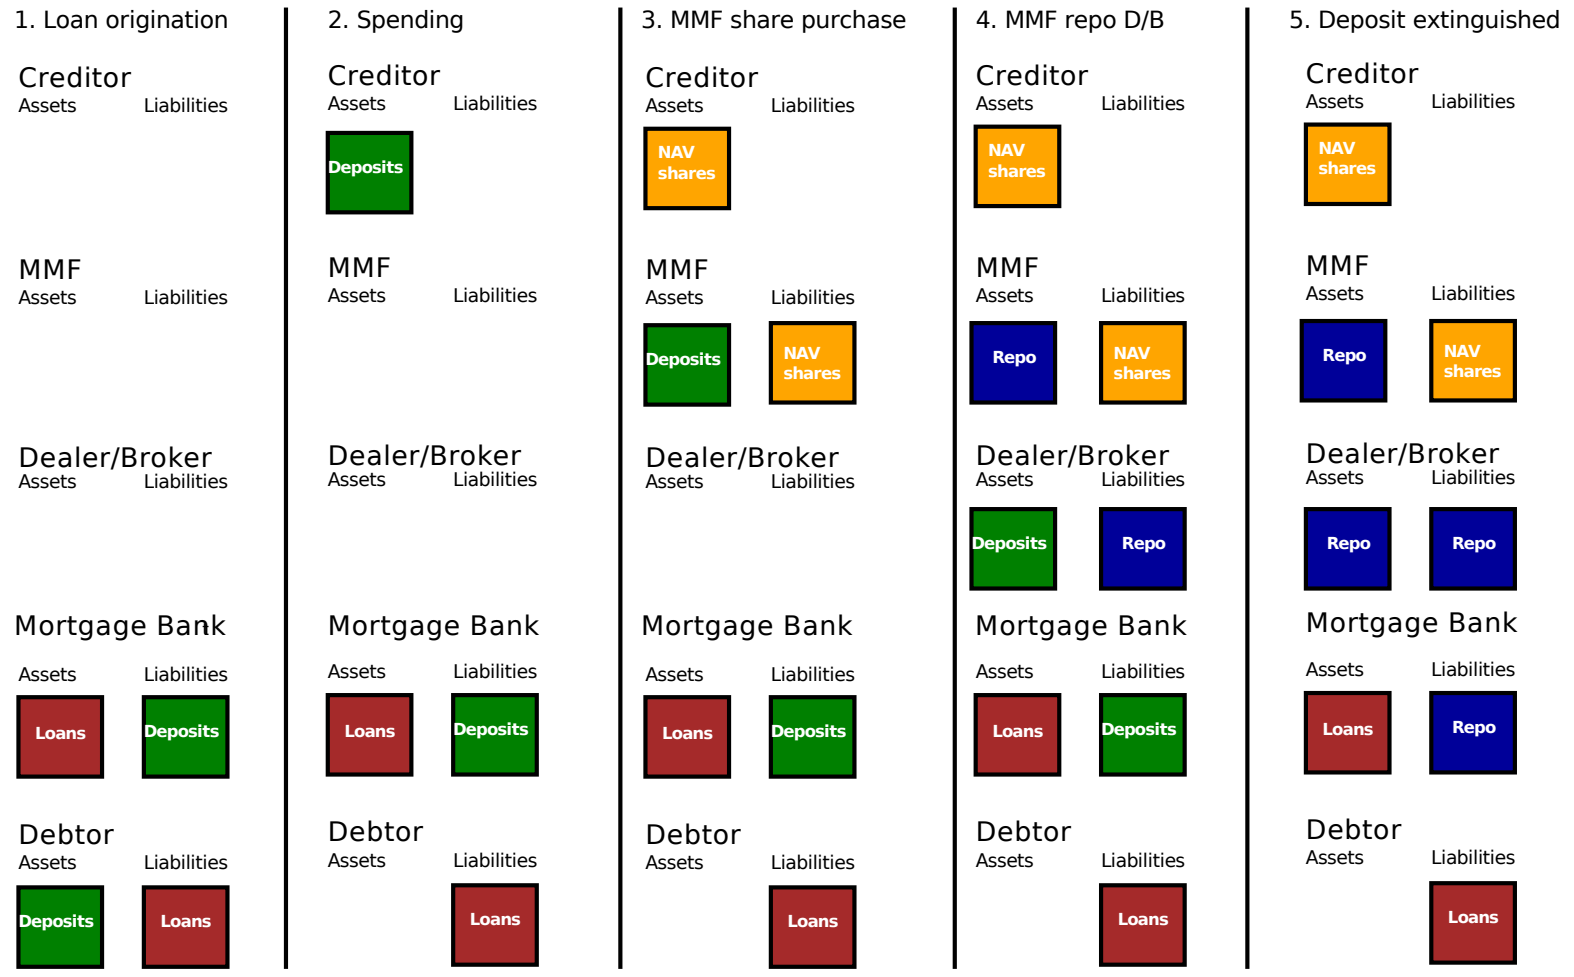 1. Loan origination
Creditor
Assets Liabilities
MMF
Assets Liabilities
Dealer/Broker
Assets Liabilities
Mortgage Bank
Assets Liabilities
Loans Deposits
Debtor
Assets Liabilities
Deposits Loans
2. Spending
Creditor
Assets Liabilities
Deposits
MMF
Assets Liabilities
Dealer/Broker
Assets Liabilities
Mortgage Bank
Assets Liabilities
Loans Deposits
Debtor
Assets Liabilities
Loans
3. MMF share purchase
Creditor
Assets Liabilities
NAV
shares
MMF
Assets Liabilities
Deposits NAV
shares
Dealer/Broker
Assets Liabilities
Mortgage Bank
Assets Liabilities
Loans Deposits
Debtor
Assets Liabilities
Loans
4. MMF repo D/B
Creditor
Assets Liabilities
NAV
shares
MMF
Assets Liabilities
Repo NAV
shares
Dealer/Broker
Assets Liabilities
Deposits Repo
Mortgage Bank
Assets Liabilities
Loans Deposits
Debtor
Assets Liabilities
Loans
5. Deposit extinguished
Creditor
Assets Liabilities
NAV
shares
MMF
Assets Liabilities
Repo NAV
shares
Dealer/Broker
Assets Liabilities
Repo Repo
Mortgage Bank
Assets Liabilities
Loans Repo
Debtor
Assets Liabilities
Loans